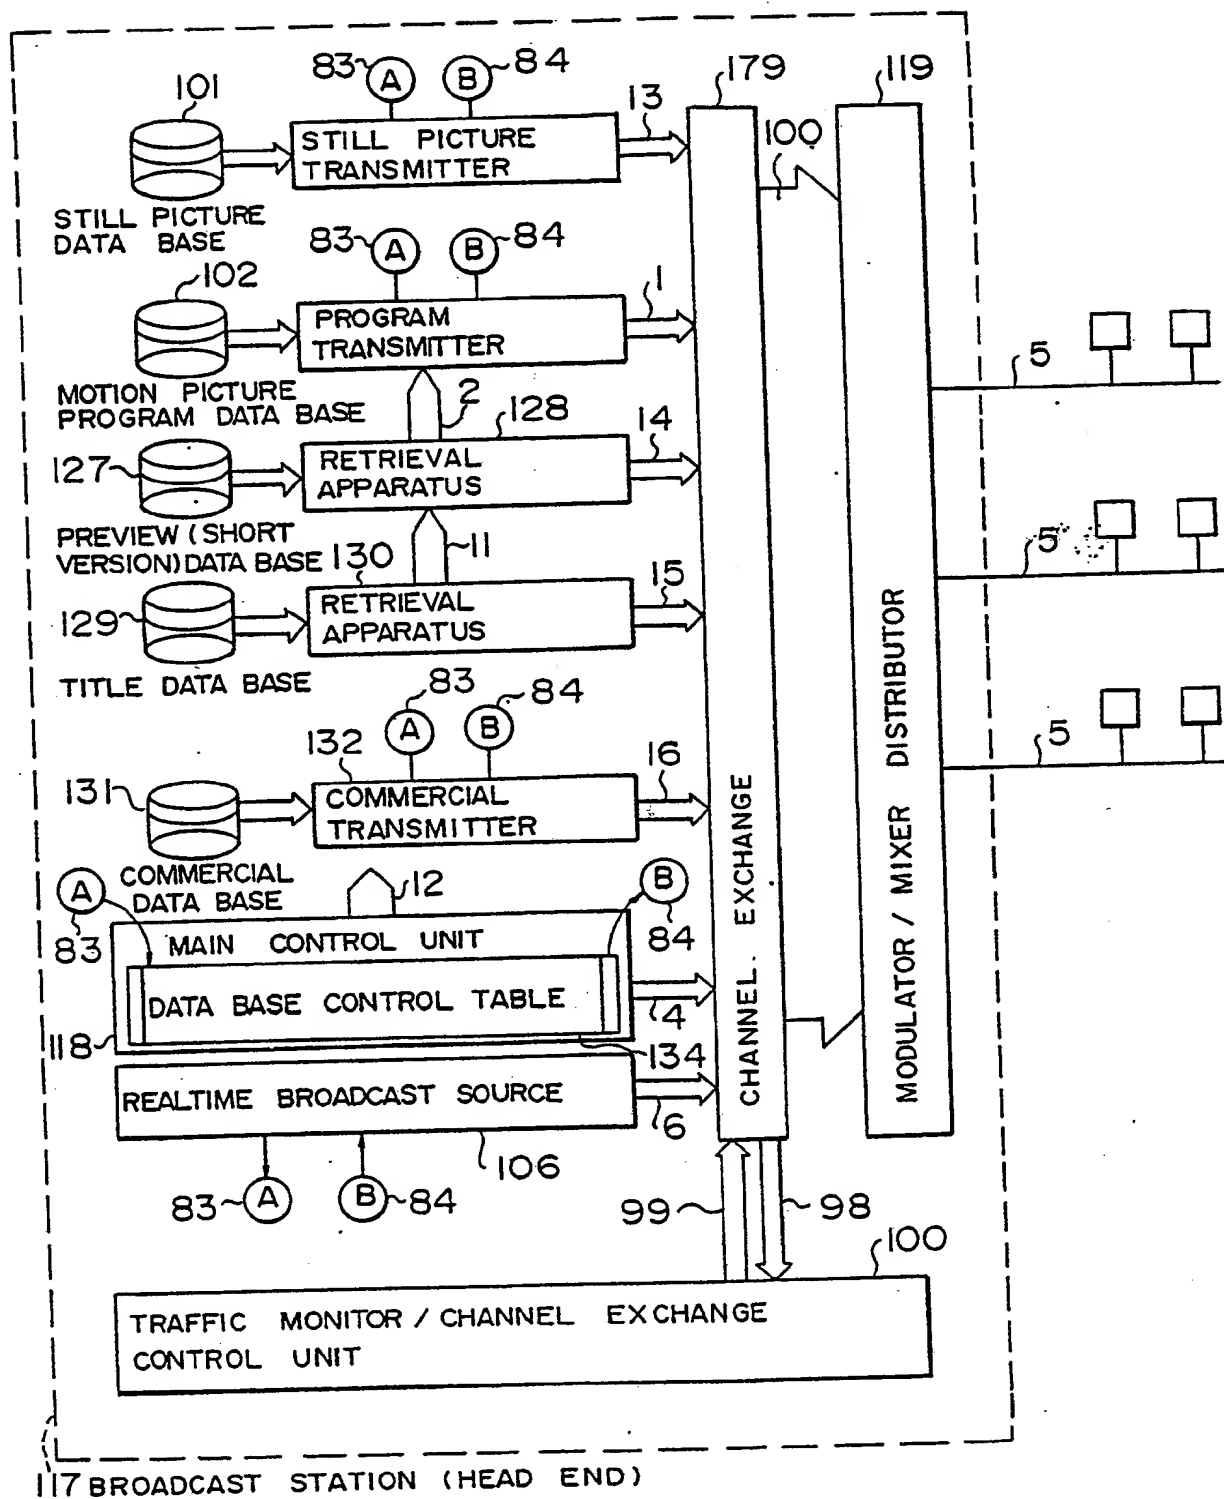 83 A B 84
179
119
101
13
STILL PICTURE
TRANSMITTER
100
STILL PICTURE
DATA BASE
83 A B 84
102
1
PROGRAM
TRANSMITTER
MOTION PICTURE
PROGRAM DATA BASE
2
128
14
5
127
RETRIEVAL
APPARATUS
PREVIEW (SHORT
VERSION) DATA BASE
130
11
15
5
129
RETRIEVAL
APPARATUS
TITLE DATA BASE
83
A
84
B
132
16
5
131
COMMERCIAL
TRANSMITTER
COMMERCIAL
DATA BASE
A
83
12
B
84
MAIN CONTROL UNIT
DATA BASE CONTROL TABLE
4
118
134
REALTIME BROADCAST SOURCE
6
106
83 A B 84
CHANNEL. EXCHANGE
MODULATOR / MIXER DISTRIBUTOR
99
98
100
TRAFFIC MONITOR / CHANNEL EXCHANGE
CONTROL UNIT
117 BROADCAST STATION (HEAD END)